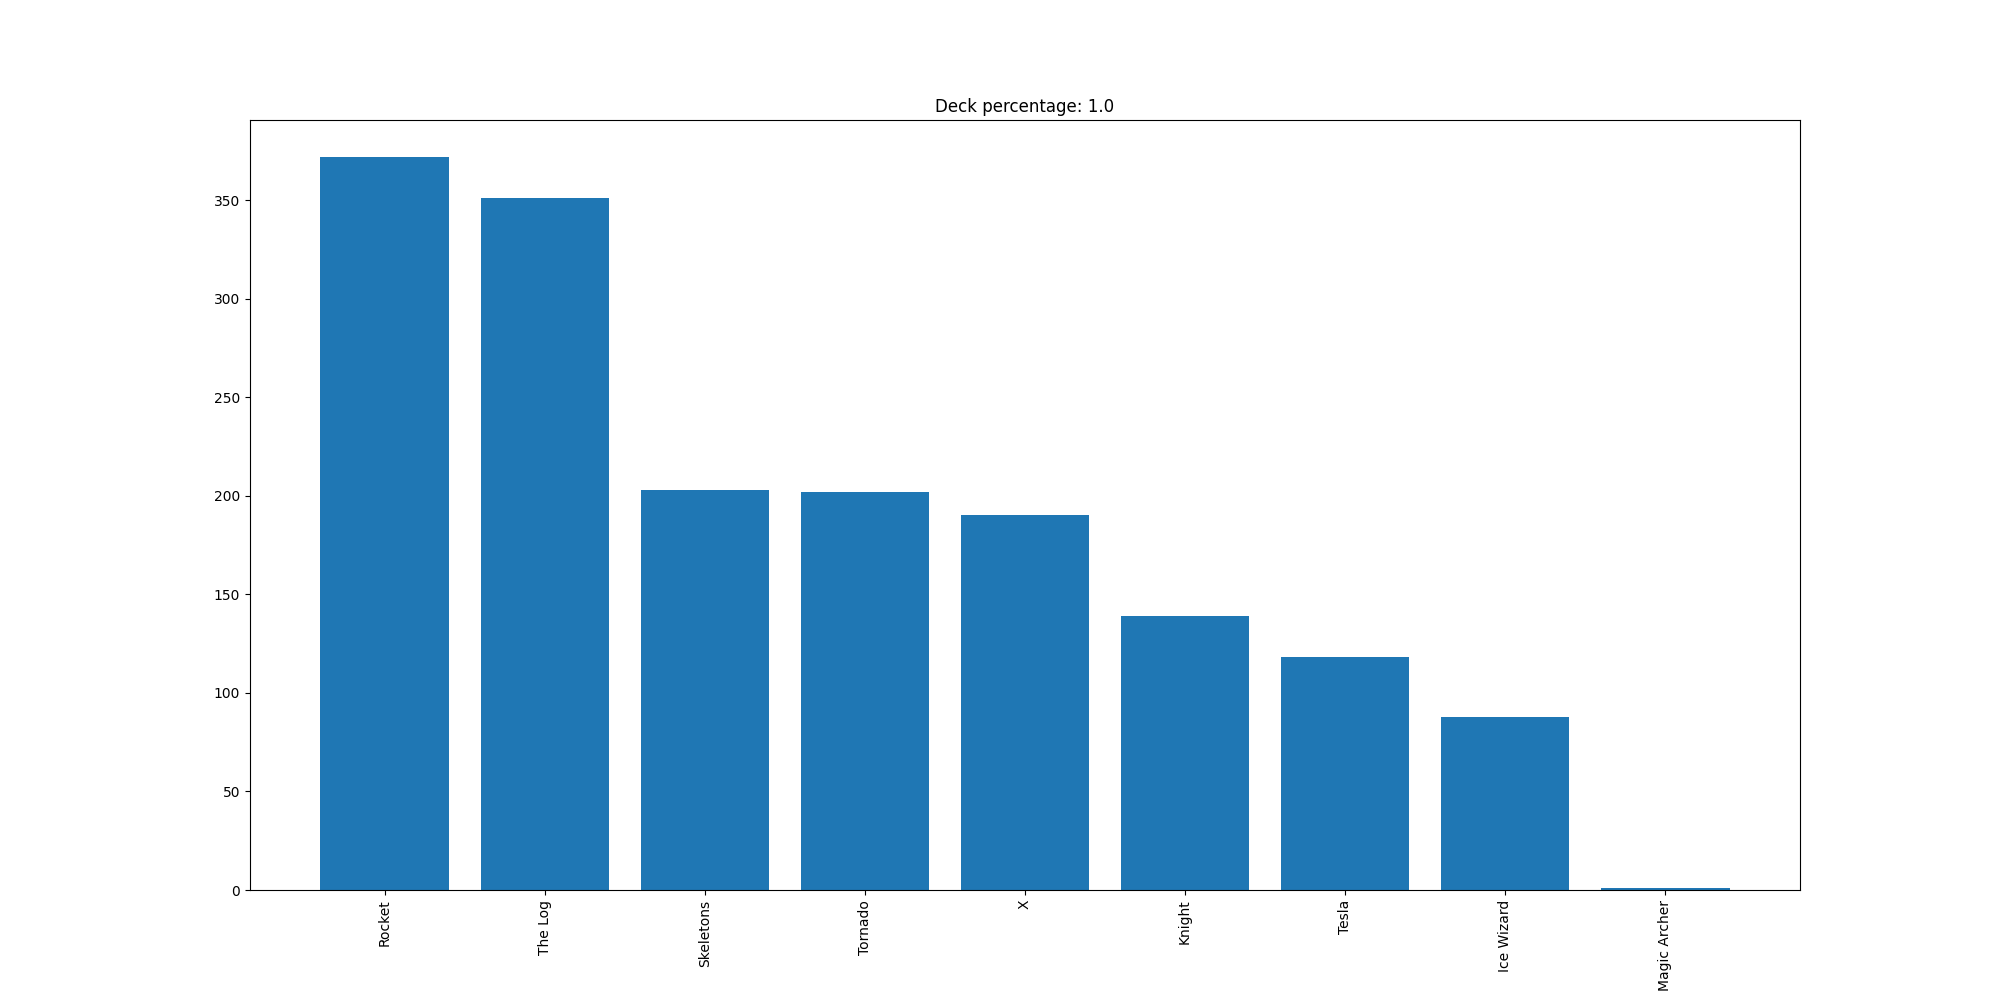 Deck percentage: 1.0
350
300
250
200
150
100
50
0
Rocket
The Log
Skeletons
Tornado
X
Knight
Tesla
Ice Wizard
Magic Archer